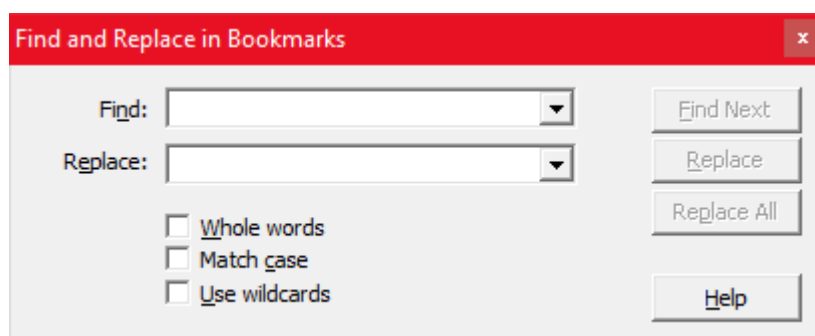 Find and Replace in Bookmarks x
Find: Find Next
Replace: Replace
Replace All
Whole words
Match case
Use wildcards
Help